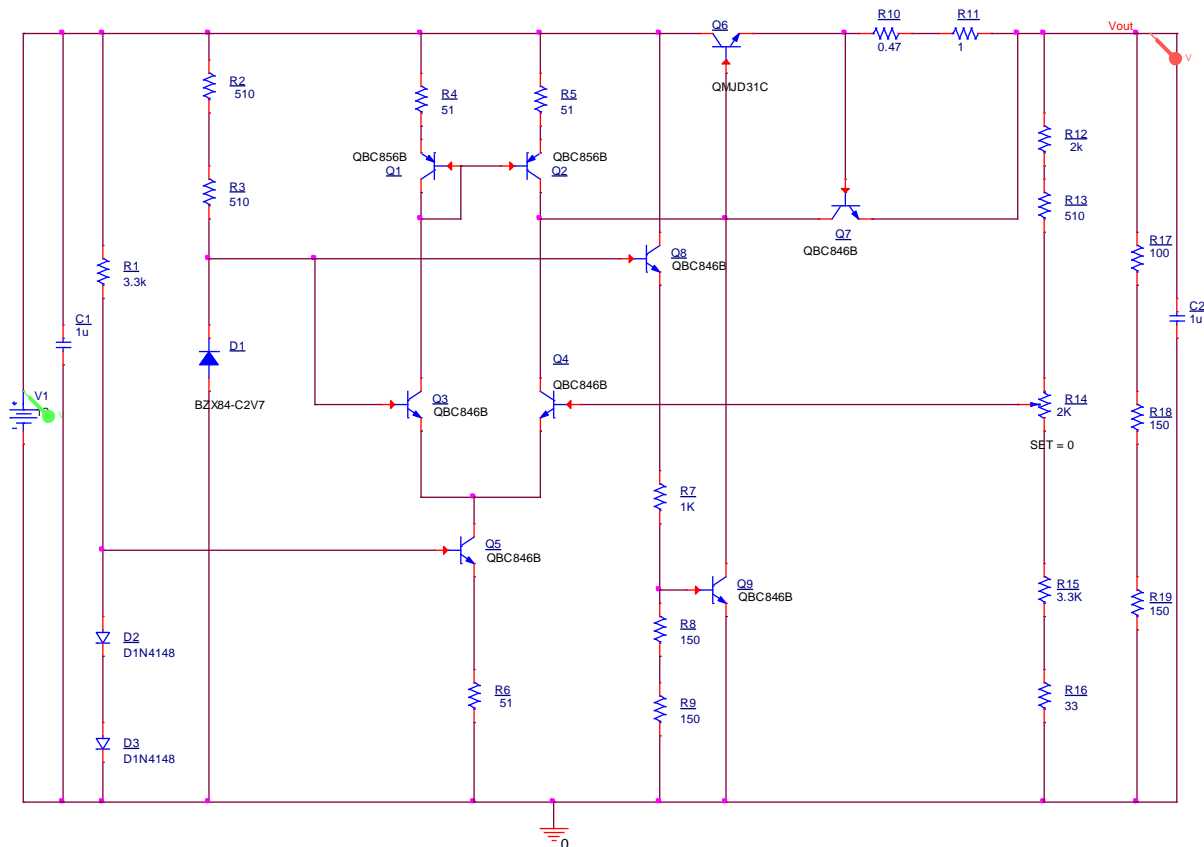 Q6
QMJD31C
R10
0.47
R11
1
Vout
V
R2
510
R4
51
R5
51
R12
2k
QBC856B
Q1
QBC856B
Q2
R3
510
R13
510
Q7
QBC846B
R17
100
R1
3.3k
Q8
QBC846B
C1
1u
C2
1u
D1
BZX84-C2V7
Q4
QBC846B
V1
V
Q3
QBC846B
R14
2K
SET = 0
R18
150
R7
1K
Q5
QBC846B
Q9
QBC846B
R15
3.3K
R19
150
D2
D1N4148
R8
150
R6
51
R9
150
R16
33
D3
D1N4148
0